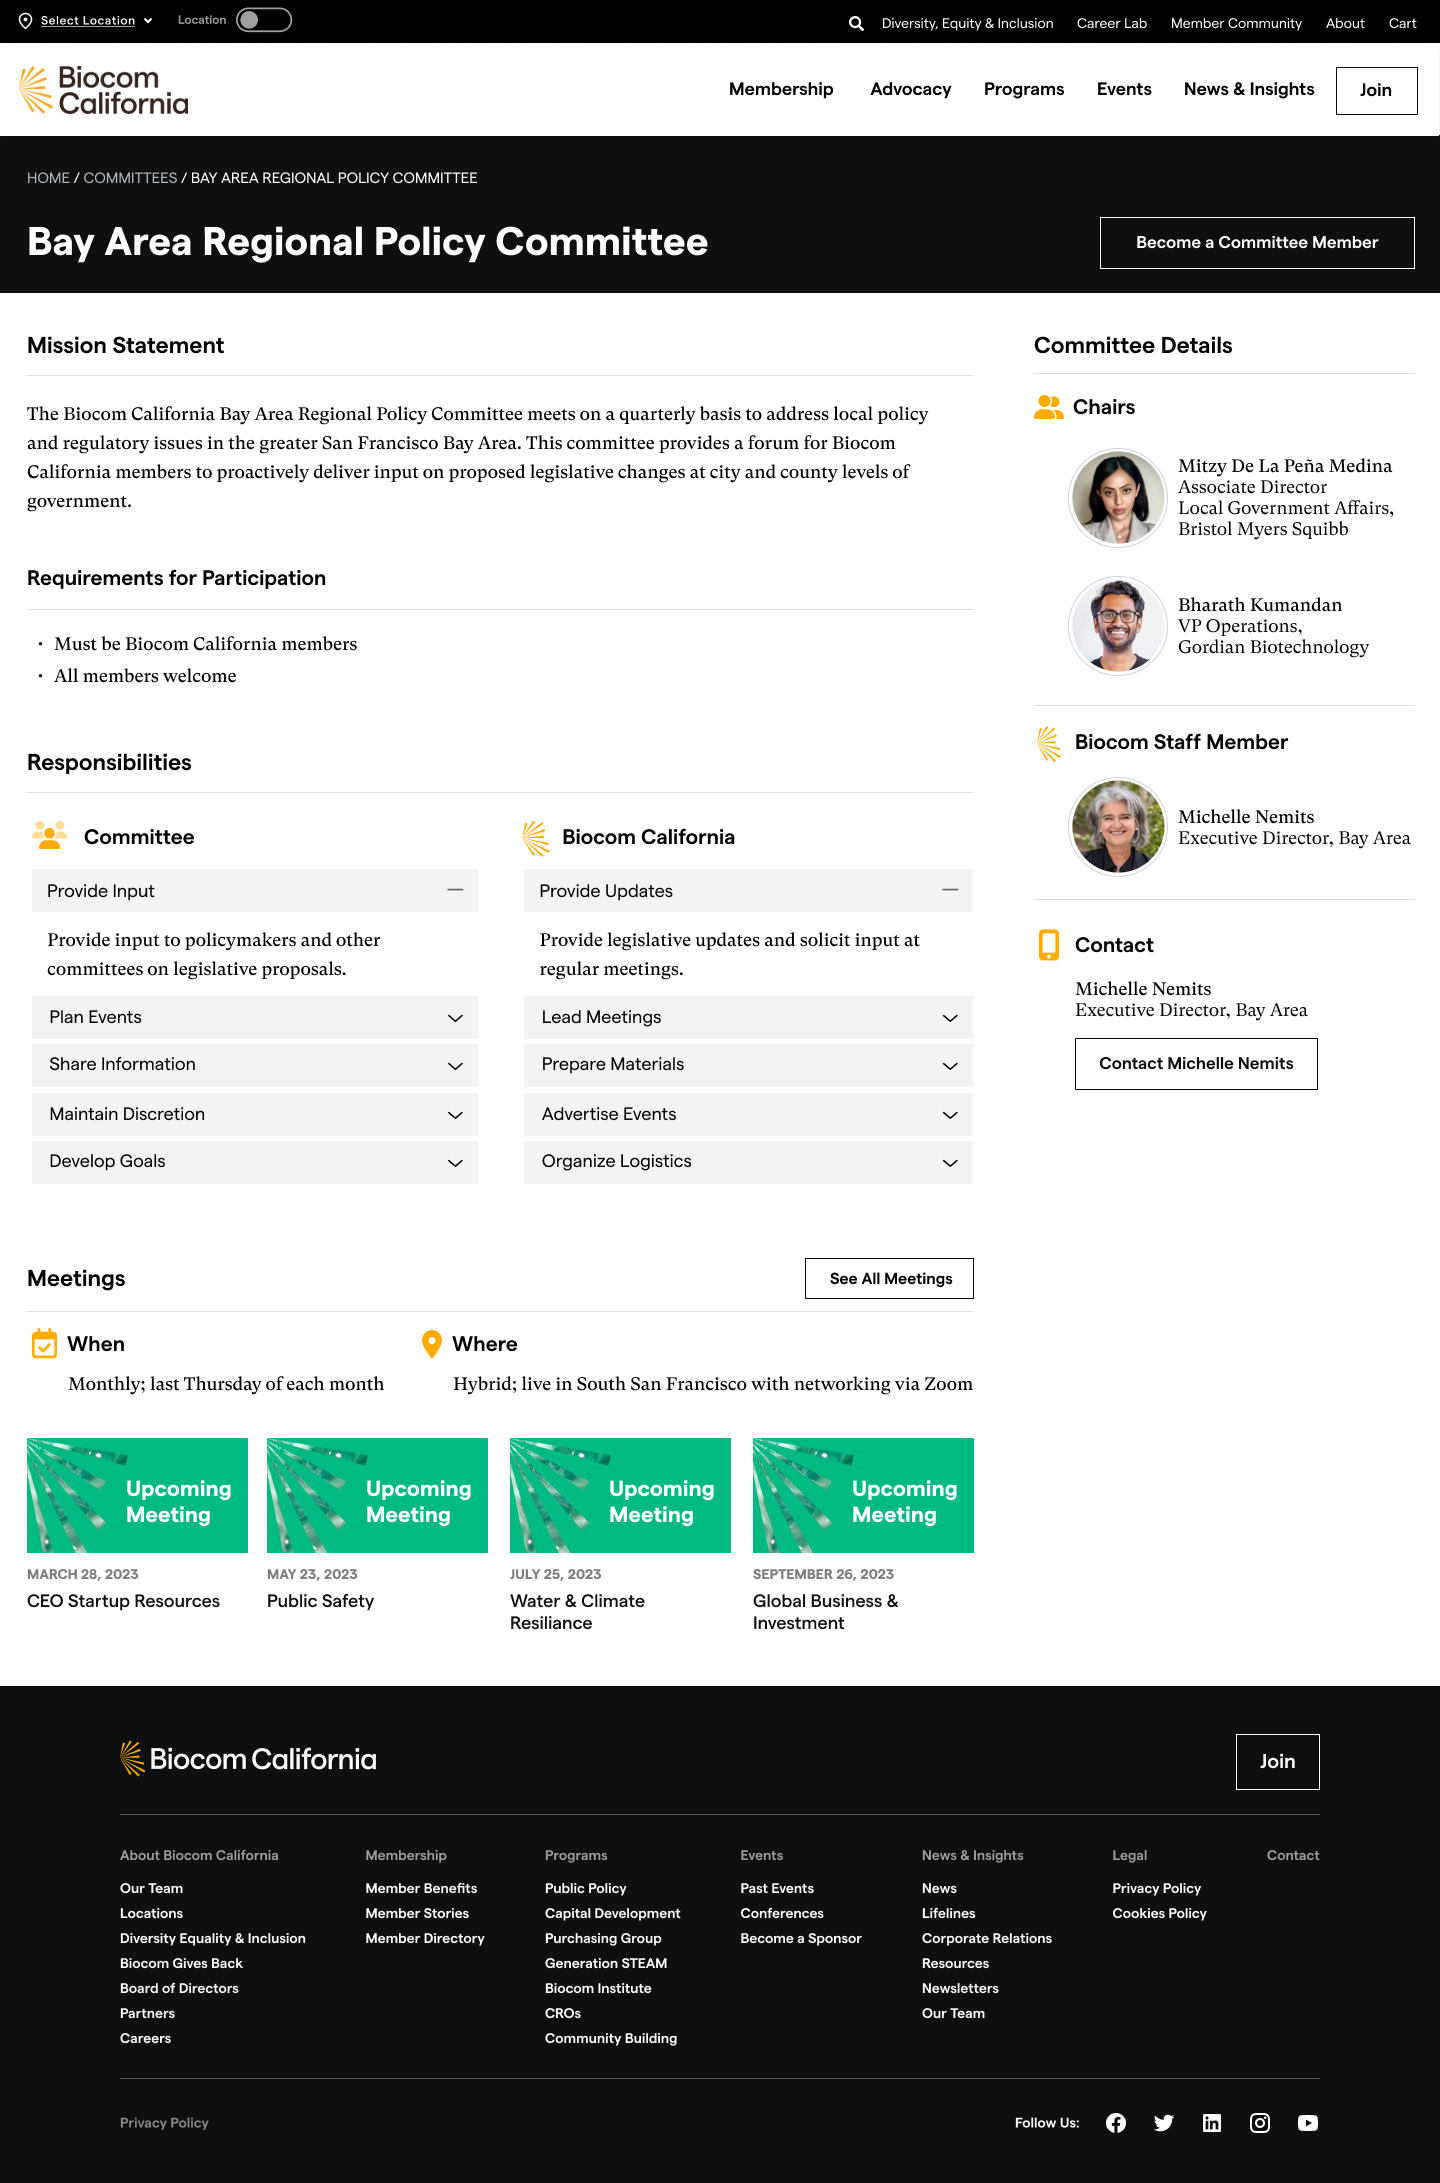 Select Location
Location
Diversity, Equity & Inclusion
Career Lab
Member Community
About
Cart
Biocom
California
Membership
Advocacy
Programs
Events
News & Insights
Join
HOME / COMMITTEES / BAY AREA REGIONAL POLICY COMMITTEE
Bay Area Regional Policy Committee
Become a Committee Member
Mission Statement
The Biocom California Bay Area Regional Policy Committee meets on a quarterly basis to address local policy
and regulatory issues in the greater San Francisco Bay Area. This committee provides a forum for Biocom
California members to proactively deliver input on proposed legislative changes at city and county levels of
government.
Requirements for Participation
• Must be Biocom California members
• All members welcome
Responsibilities
Committee
Provide Input
Provide input to policymakers and other
committees on legislative proposals.
Plan Events
Share Information
Maintain Discretion
Develop Goals
Biocom California
Provide Updates
Provide legislative updates and solicit input at
regular meetings.
Lead Meetings
Prepare Materials
Advertise Events
Organize Logistics
Meetings
See All Meetings
When
Monthly; last Thursday of each month
Where
Hybrid; live in South San Francisco with networking via Zoom
Upcoming
Meeting
MARCH 28, 2023
CEO Startup Resources
Upcoming
Meeting
MAY 23, 2023
Public Safety
Upcoming
Meeting
JULY 25, 2023
Water & Climate
Resiliance
Upcoming
Meeting
SEPTEMBER 26, 2023
Global Business &
Investment
Committee Details
Chairs
Mitzy De La Peña Medina
Associate Director
Local Government Affairs,
Bristol Myers Squibb
Bharath Kumandan
VP Operations,
Gordian Biotechnology
Biocom Staff Member
Michelle Nemits
Executive Director, Bay Area
Contact
Michelle Nemits
Executive Director, Bay Area
Contact Michelle Nemits
Biocom California
Join
About Biocom California
Our Team
Locations
Diversity Equality & Inclusion
Biocom Gives Back
Board of Directors
Partners
Careers
Membership
Member Benefits
Member Stories
Member Directory
Programs
Public Policy
Capital Development
Purchasing Group
Generation STEAM
Biocom Institute
CROs
Community Building
Events
Past Events
Conferences
Become a Sponsor
News & Insights
News
Lifelines
Corporate Relations
Resources
Newsletters
Our Team
Legal
Privacy Policy
Cookies Policy
Contact
Privacy Policy
Follow Us: